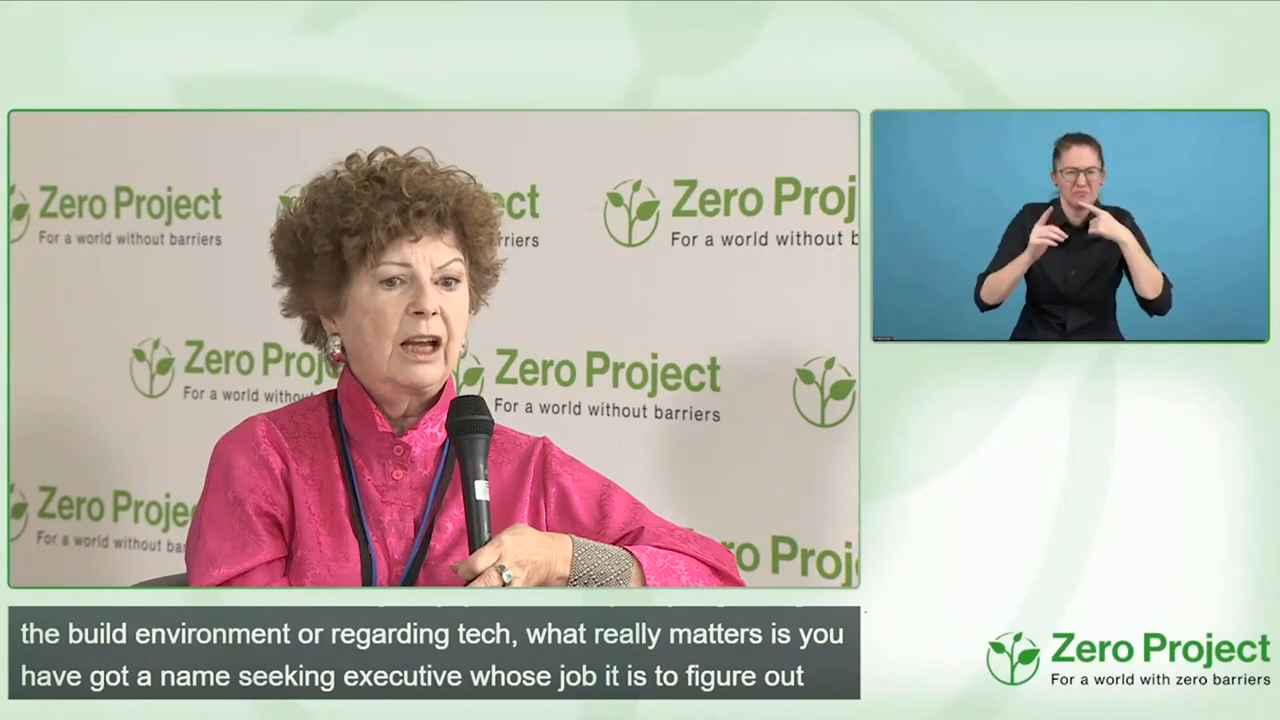 Zero Project
For a world without barriers
ect
rriers
Zero Proj
For a world without b
Zero Proj
For a world withou
Zero Project
For a world without barriers
Zero Projec
For a world without ba
ro Proj
the build environment or regarding tech, what really matters is you
have got a name seeking executive whose job it is to figure out
Zero Project
For a world with zero barriers